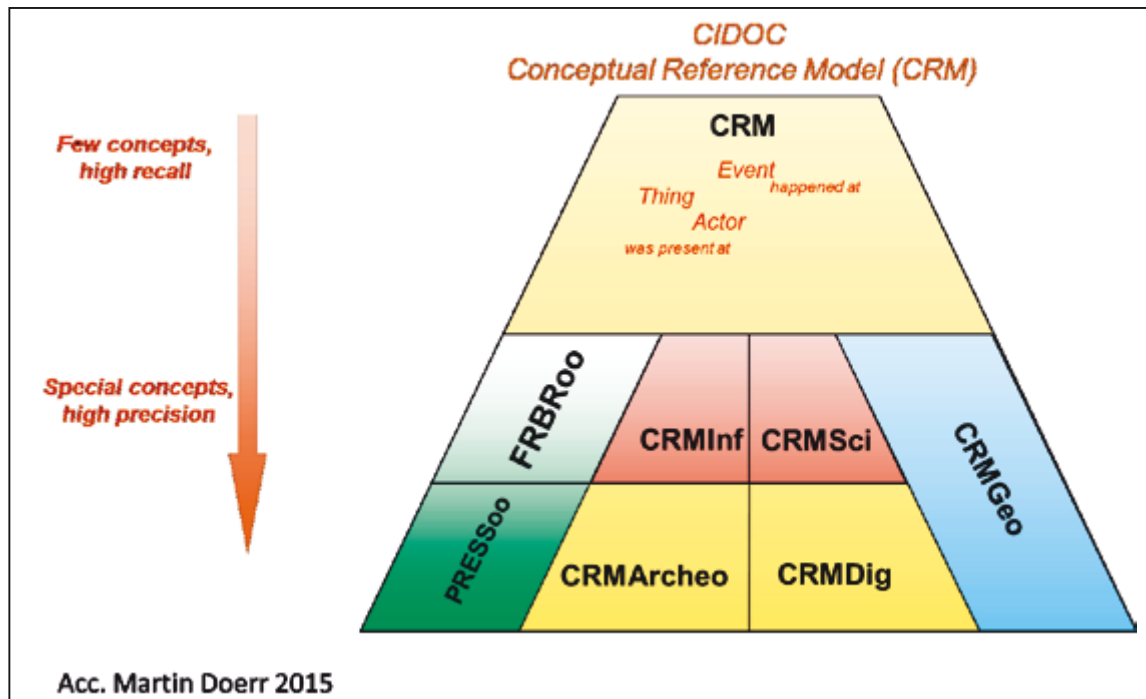 CIDOC
Conceptual Reference Model (CRM)
Few concepts,
high recall
CRM
Event
happened at
Thing
Actor
was present at
Special concepts,
high precision
FRBRoo
CRMInf
CRMSci
CRMGeo
PRESSoo
CRMArcheo
CRMDig
Acc. Martin Doerr 2015